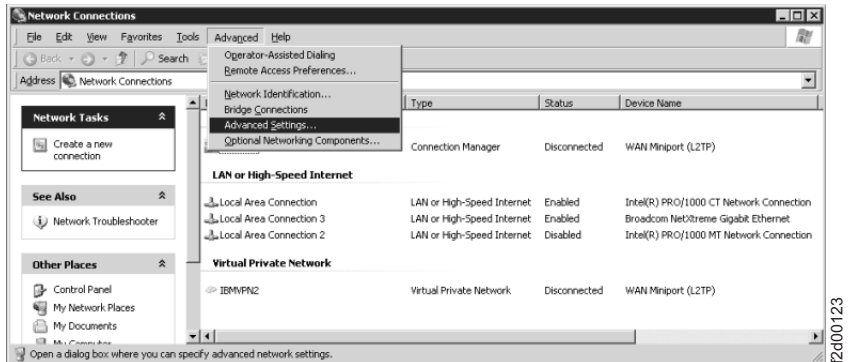 Network Connections
File Edit View Favorites Tools Advanced Help
Back Search
Address Network Connections
Operator-Assisted Dialing
Remote Access Preferences...
Network Identification...
Bridge Connections
Advanced Settings...
Optional Networking Components...
Type Status Device Name
Network Tasks
Create a new
connection
See Also
Network Troubleshooter
Other Places
Control Panel
My Network Places
My Documents
My Computer
Connection Manager Disconnected WAN Miniport (L2TP)
LAN or High-Speed Internet
Local Area Connection LAN or High-Speed Internet Enabled Intel(R) PRO/1000 CT Network Connection
Local Area Connection 3 LAN or High-Speed Internet Enabled Broadcom NetXtreme Gigabit Ethernet
Local Area Connection 2 LAN or High-Speed Internet Disabled Intel(R) PRO/1000 MT Network Connection
Virtual Private Network
IBMVPN2 Virtual Private Network Disconnected WAN Miniport (L2TP)
Open a dialog box where you can specify advanced network settings.
f2d00123